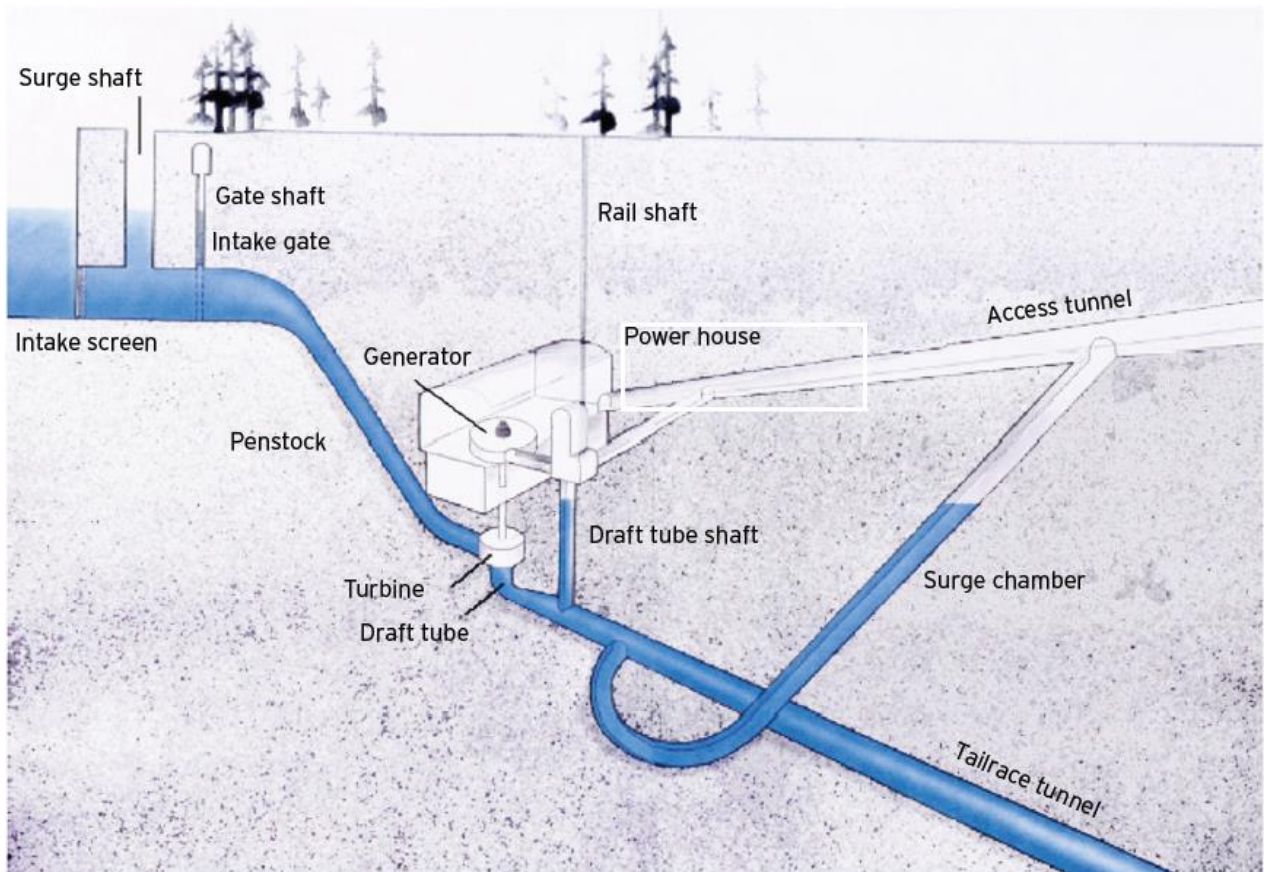 Surge shaft
Gate shaft
Rail shaft
Intake gate
Access tunnel
Intake screen
Power house
Generator
Penstock
Draft tube shaft
Surge chamber
Turbine
Draft tube
Tailrace tunnel